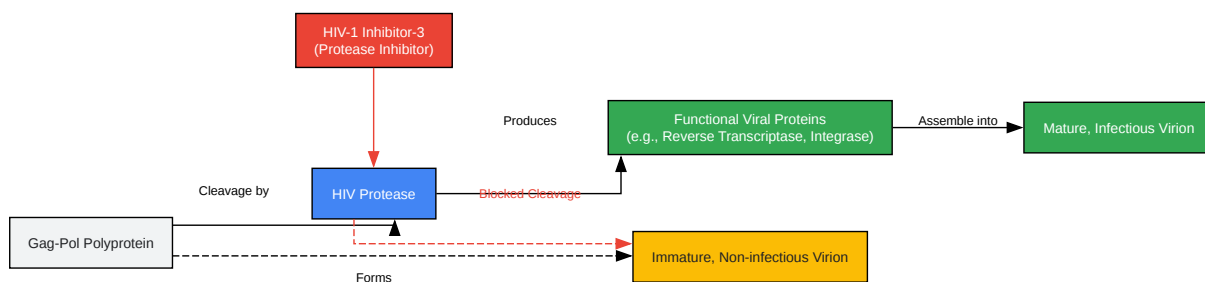 HIV-1 Inhibitor-3
(Protease Inhibitor)
Produces
Functional Viral Proteins
(e.g., Reverse Transcriptase, Integrase)
Assemble into
Mature, Infectious Virion
Cleavage by
HIV Protease
Blocked Cleavage
Gag-Pol Polyprotein
Immature, Non-infectious Virion
Forms